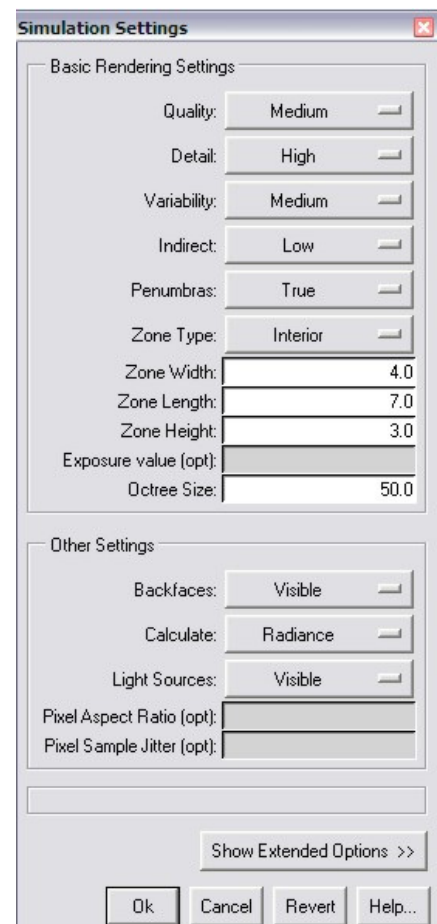 Simulation Settings
Basic Rendering Settings
Quality: Medium
Detail: High
Variability: Medium
Indirect: Low
Penumbras: True
Zone Type: Interior
Zone Width: 4.0
Zone Length: 7.0
Zone Height: 3.0
Exposure value (opt):
Octree Size: 50.0
Other Settings
Backfaces: Visible
Calculate: Radiance
Light Sources: Visible
Pixel Aspect Ratio (opt):
Pixel Sample Jitter (opt):
Show Extended Options >>
Ok Cancel Revert Help...